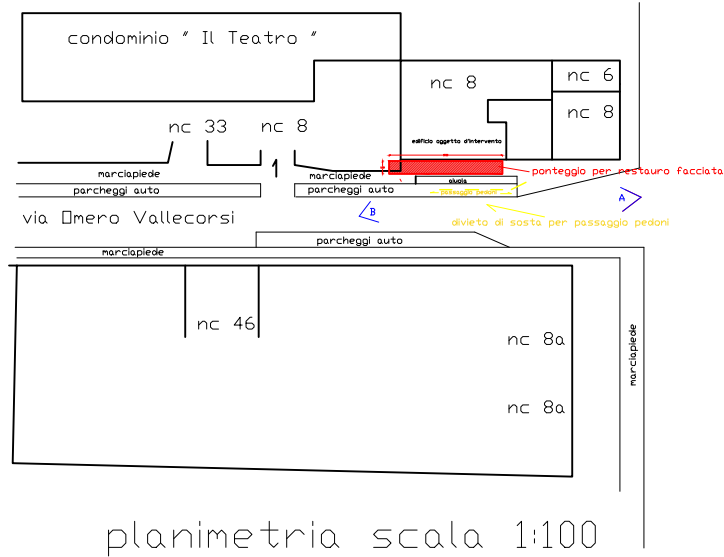 condominio " Il Teatro "
nc 8
nc 6
nc 8
nc 33
nc 8
edificio oggetto d'intervento
1
marciapiede
marciapiede
ponteggio per restauro facciata
aiuola
parcheggi auto
parcheggi auto
passaggio pedoni
A
B
via Omero Vallecorsi
divieto di sosta per passaggio pedoni
parcheggi auto
marciapiede
nc 46
nc 8a
marciapiede
nc 8a
planimetria scala 1:100